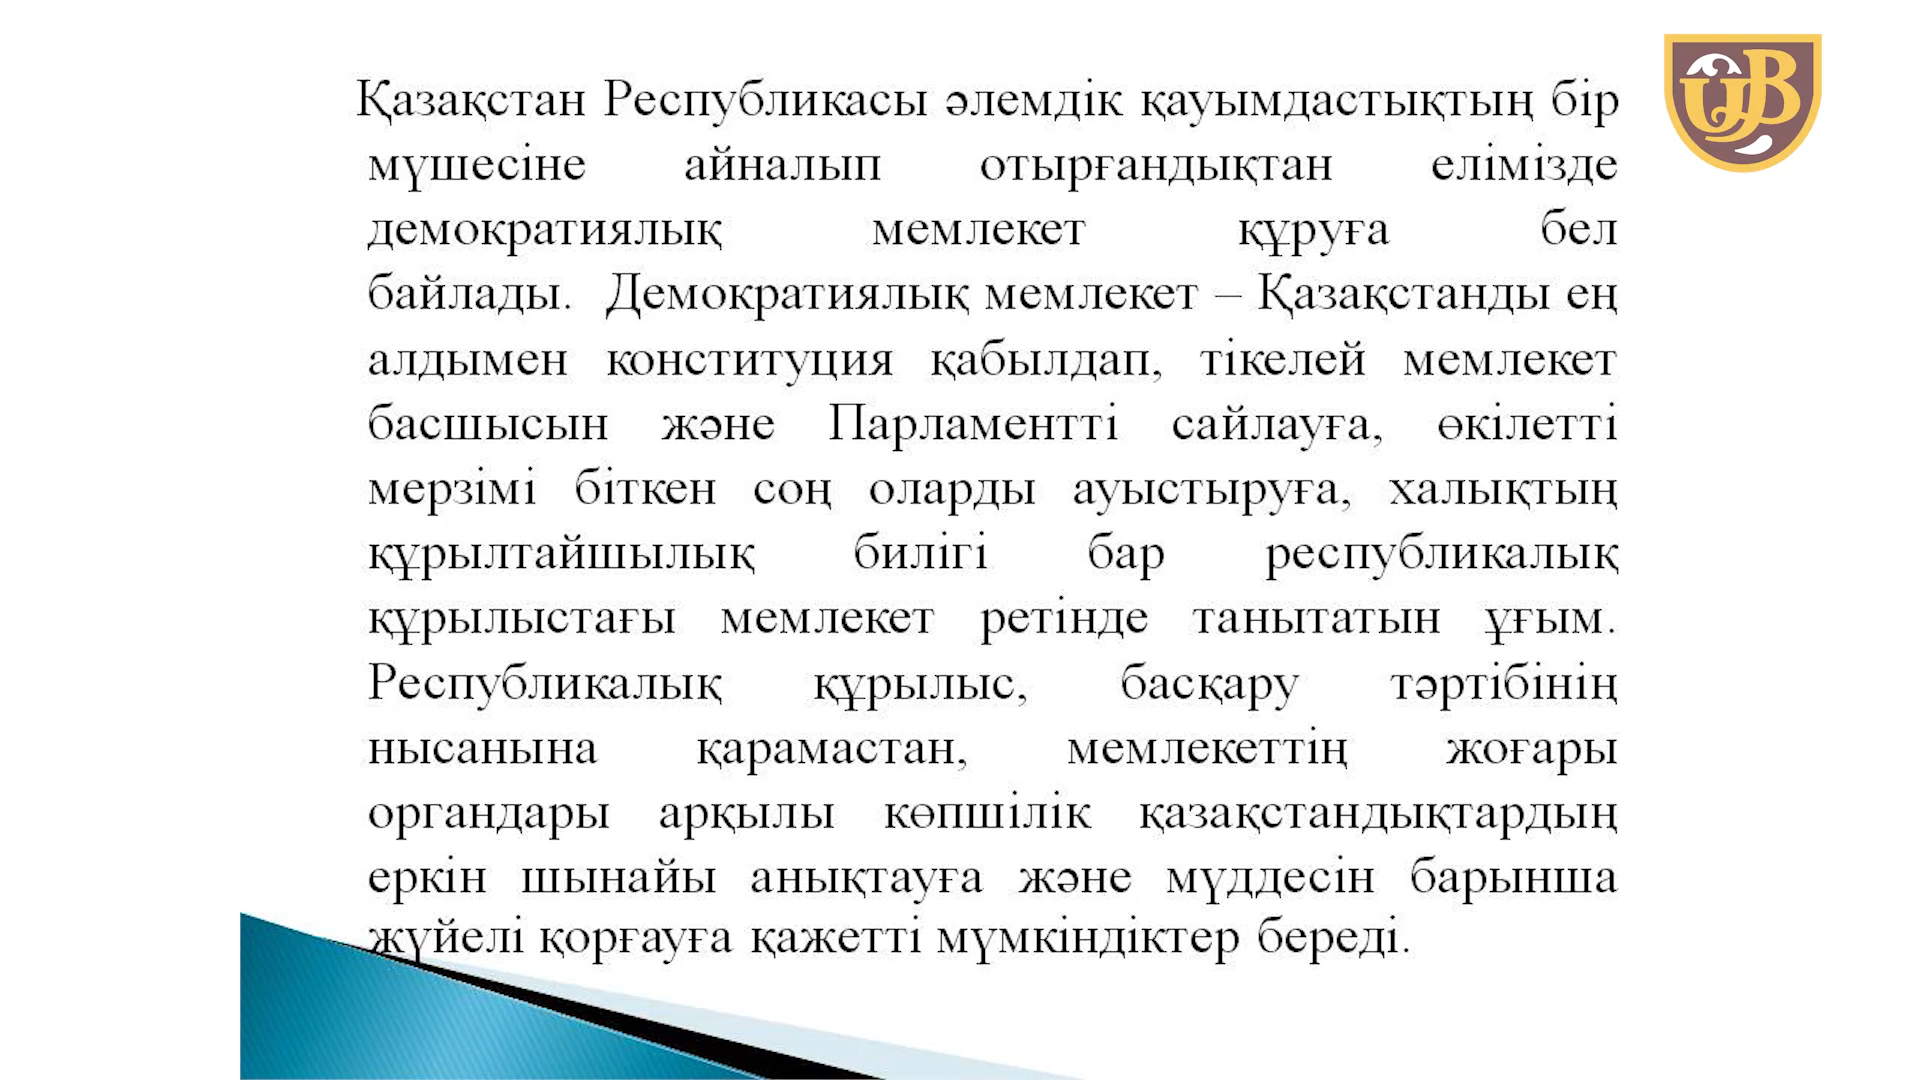 Қазақстан Республикасы әлемдік қауымдастықтың бір
мүшесіне айналып отырғандықтан елімізде
демократиялық мемлекет құруға бел
байлады. Демократиялық мемлекет – Қазақстанды ең
алдымен конституция қабылдап, тікелей мемлекет
басшысын және Парламентті сайлауға, өкілетті
мерзімі біткен соң оларды ауыстыруға, халықтың
құрылтайшылық билігі бар республикалық
құрылыстағы мемлекет ретінде танытатын ұғым.
Республикалық құрылыс, басқару тәртібінің
нысанына қарамастан, мемлекеттің жоғары
органдары арқылы көпшілік қазақстандықтардың
еркін шынайы анықтауға және мүддесін барынша
жүйелі қорғауға қажетті мүмкіндіктер береді.